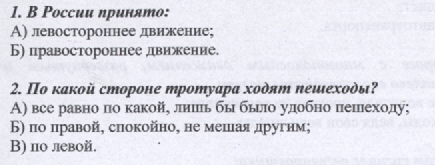 1. В России принято:
А) левостороннее движение;
Б) правостороннее движение.
2. По какой стороне тротуара ходят пешеходы?
А) все равно по какой, лишь бы было удобно пешеходу;
Б) по правой, спокойно, не мешая другим;
В) по левой.